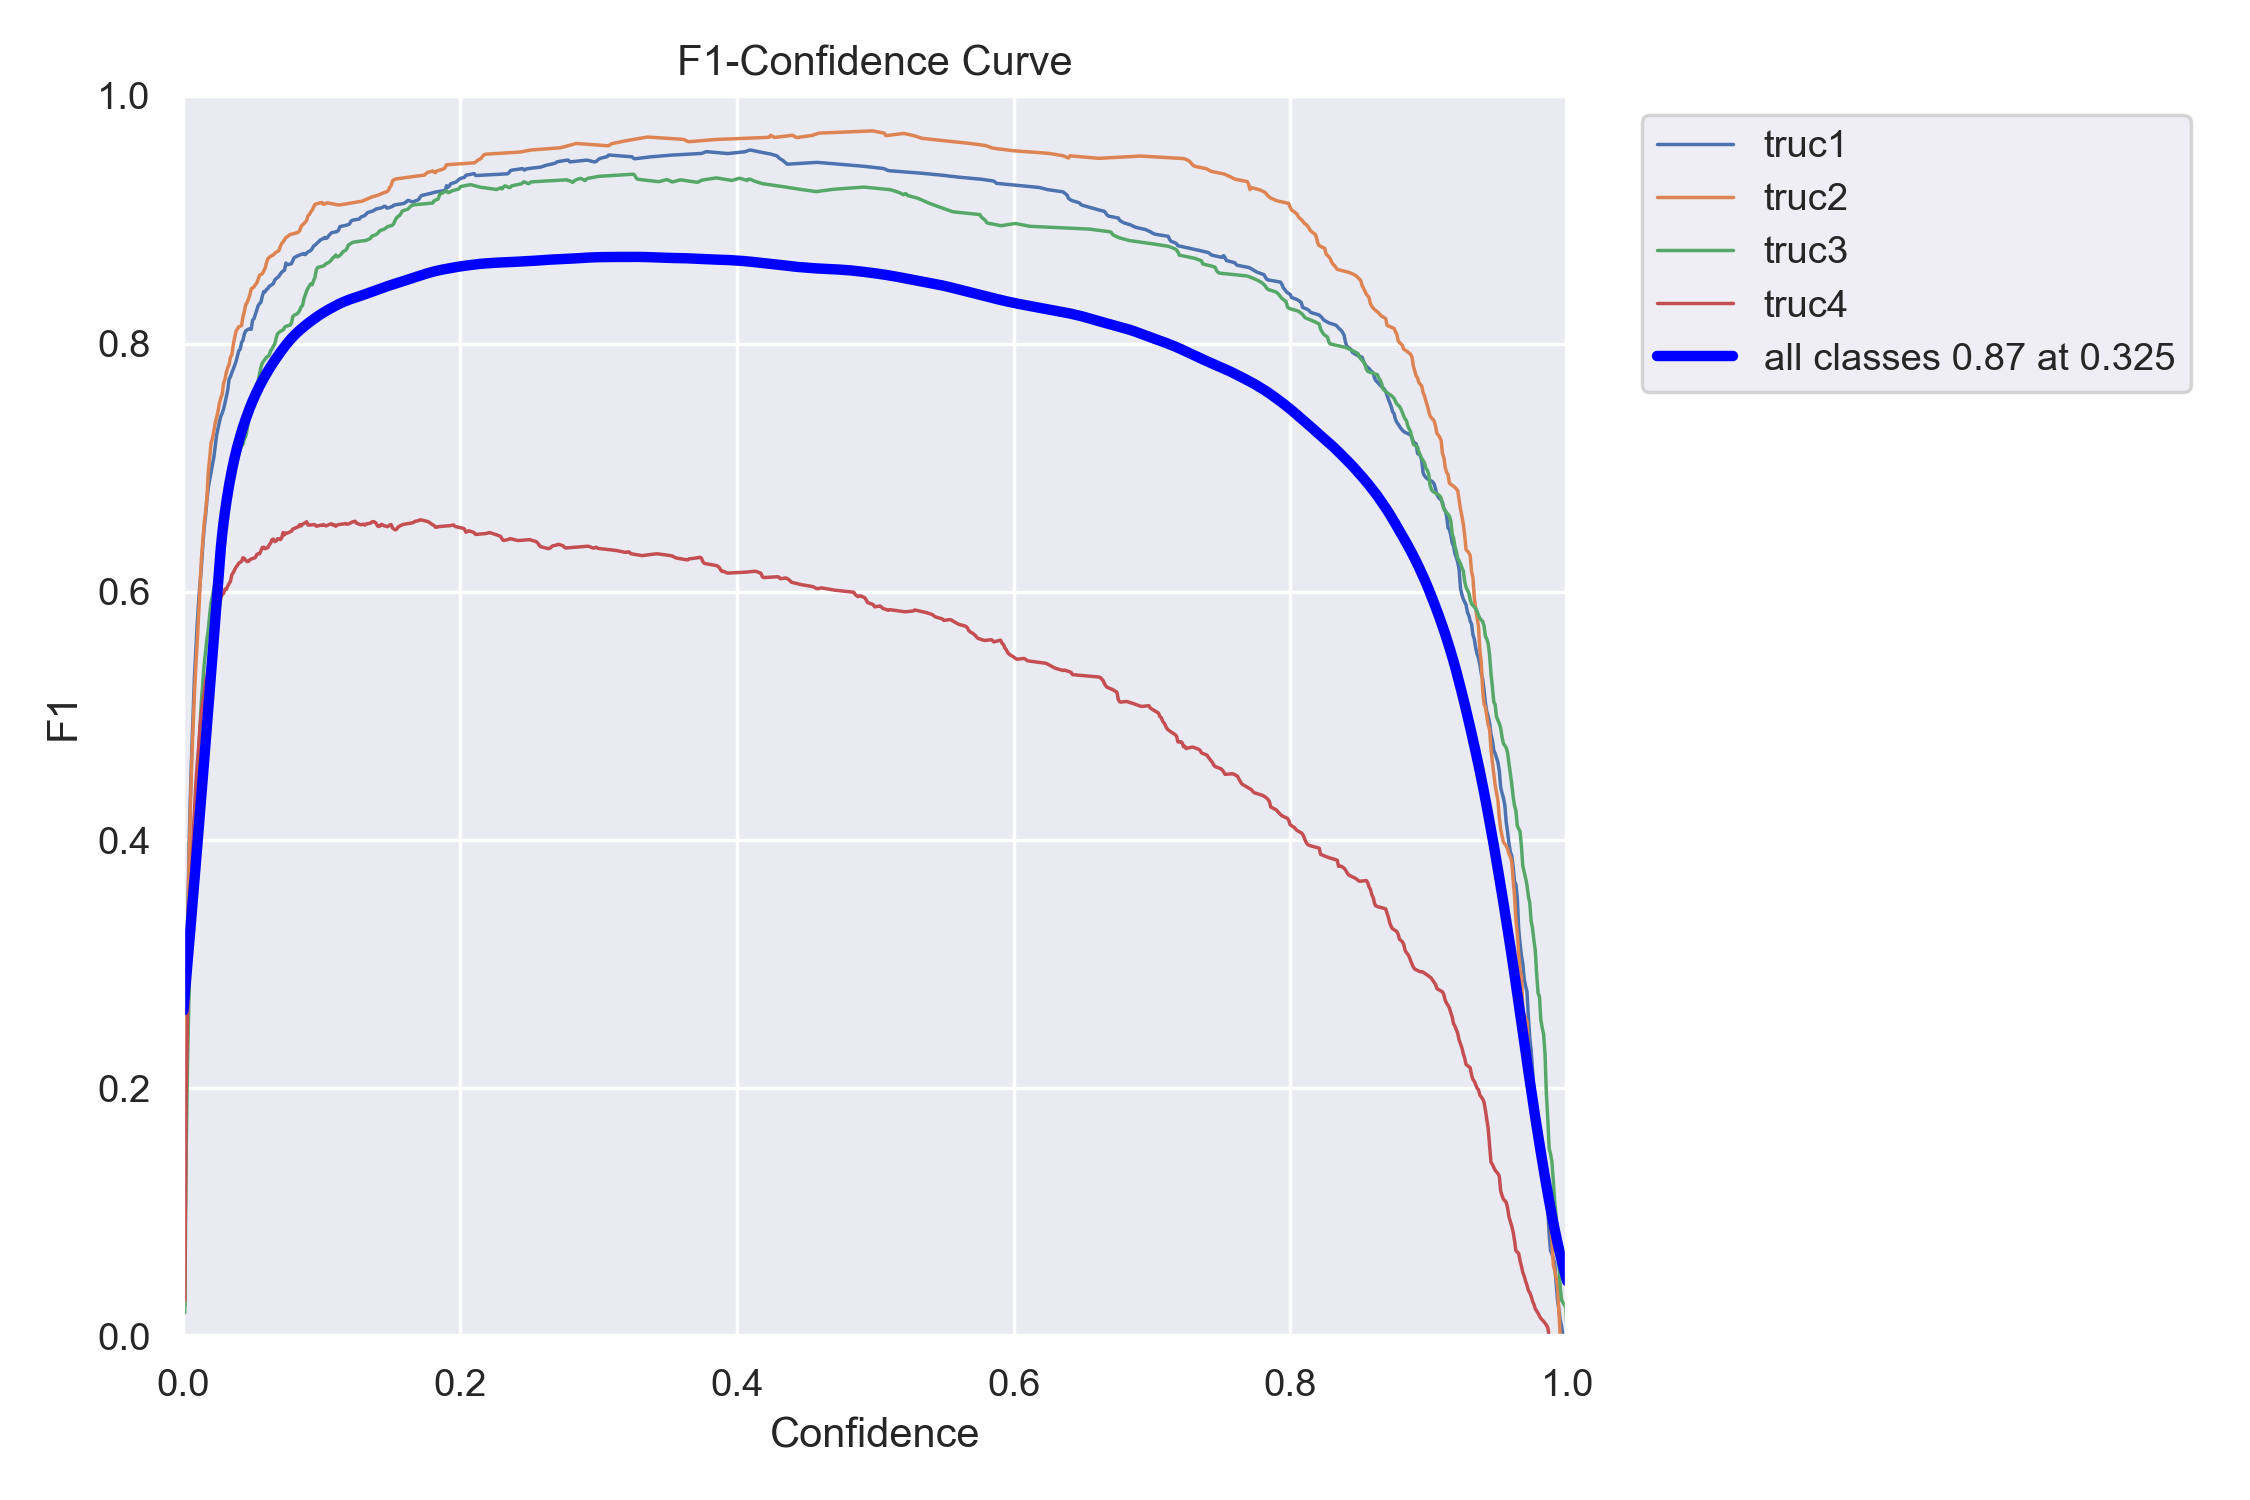 F1-Confidence Curve
1.0
0.8
0.6
0.4
0.2
0.0
F1
0.0 0.2 0.4 0.6 0.8 1.0
Confidence
truc1
truc2
truc3
truc4
all classes 0.87 at 0.325